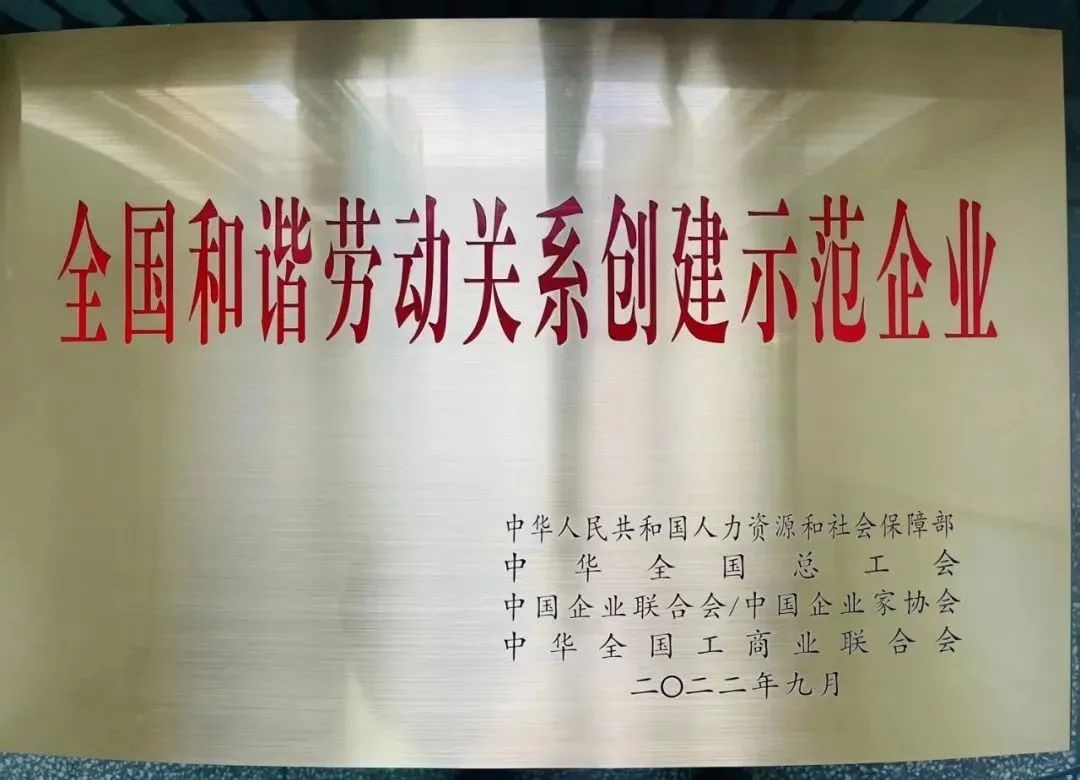 全国和谐劳动关系创建示范企业
中华人民共和国人力资源和社会保障部
中华全国总工会
中国企业联合会/中国企业家协会
中华全国工商业联合会
二〇二二年九月